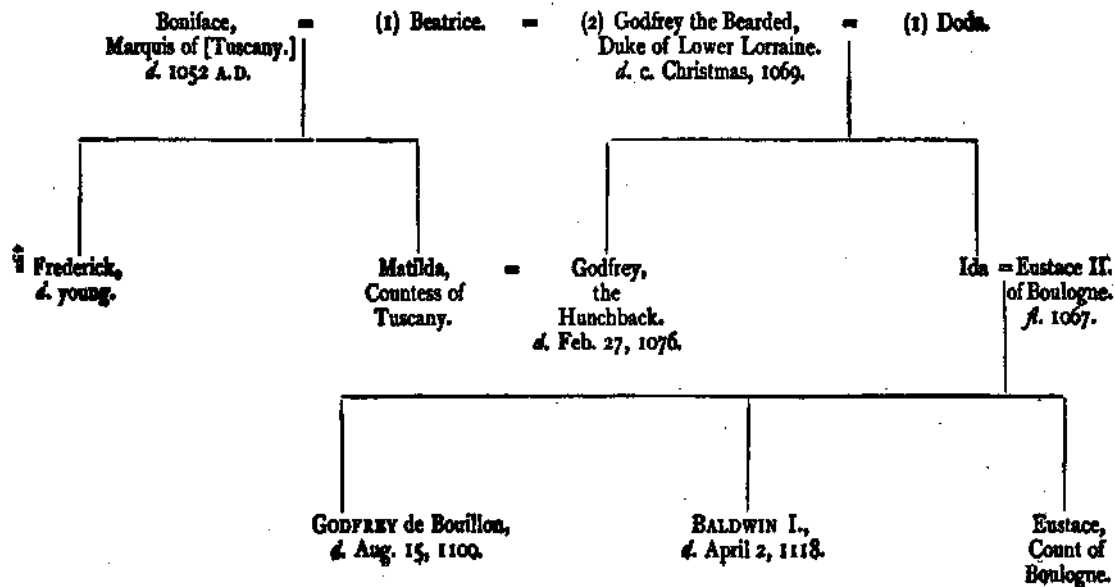 Boniface, = (1) Beatrice. = (2) Godfrey the Bearded, = (1) Doda.
Marquis of [Tuscany.] Duke of Lower Lorraine.
d. 1052 A.D. d. c. Christmas, 1069.
Frederick, Matilda, = Godfrey, Ida = Eustace II.
d. young. Countess of the of Boulogne.
Tuscany. Hunchback. fl. 1067.
d. Feb. 27, 1076.
GODFREY de Bouillon, BALDWIN I., Eustace,
d. Aug. 15, 1100. d. April 2, 1118. Count of
Boulogne.